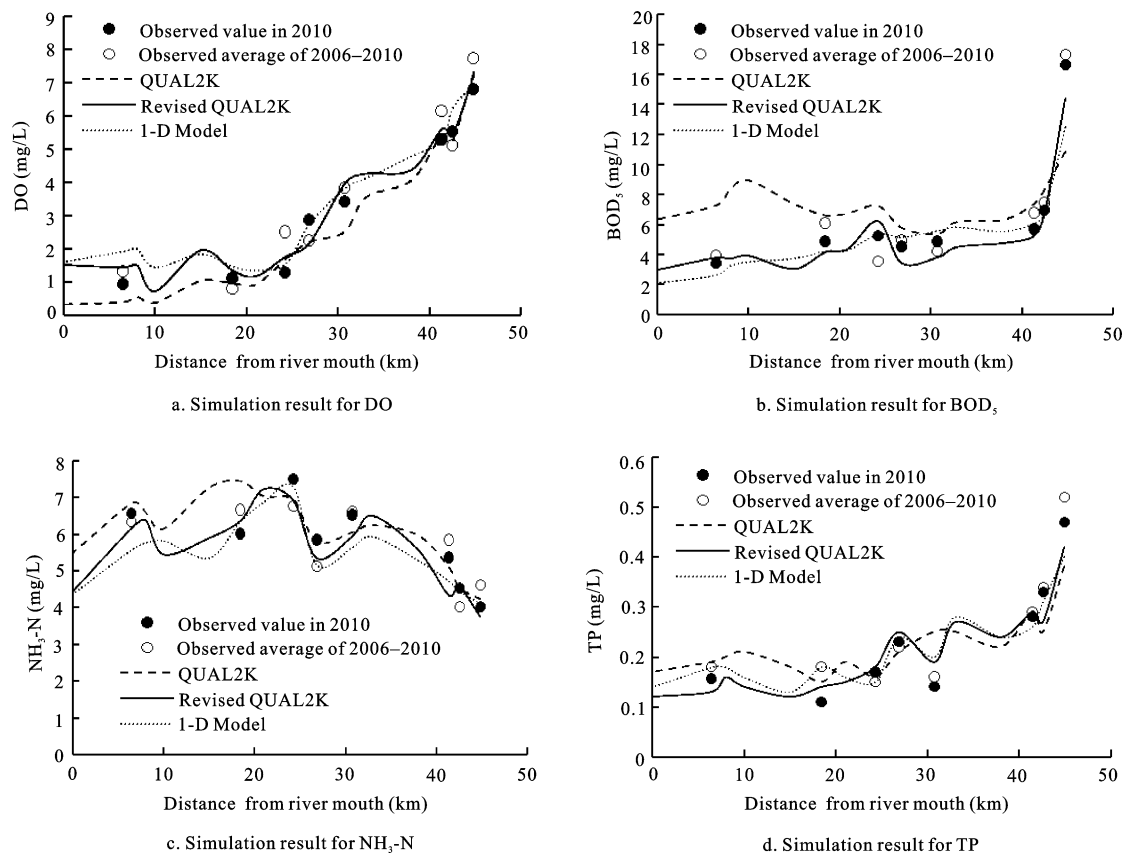 9
8
7
6
5
4
3
2
1
0
DO (mg/L)
Observed value in 2010
Observed average of 2006–2010
QUAL2K
Revised QUAL2K
1-D Model
0 10 20 30 40 50
Distance from river mouth (km)
a. Simulation result for DO
20
18
16
14
12
10
8
6
4
2
0
BOD₅ (mg/L)
Observed value in 2010
Observed average of 2006–2010
QUAL2K
Revised QUAL2K
1-D Model
0 10 20 30 40 50
Distance from river mouth (km)
b. Simulation result for BOD₅
8
7
6
5
4
3
2
1
0
NH₃-N (mg/L)
Observed value in 2010
Observed average of 2006–2010
QUAL2K
Revised QUAL2K
1-D Model
0 10 20 30 40 50
Distance from river mouth (km)
c. Simulation result for NH₃-N
0.6
0.5
0.4
0.3
0.2
0.1
0
TP (mg/L)
Observed value in 2010
Observed average of 2006–2010
QUAL2K
Revised QUAL2K
1-D Model
0 10 20 30 40 50
Distance from river mouth (km)
d. Simulation result for TP